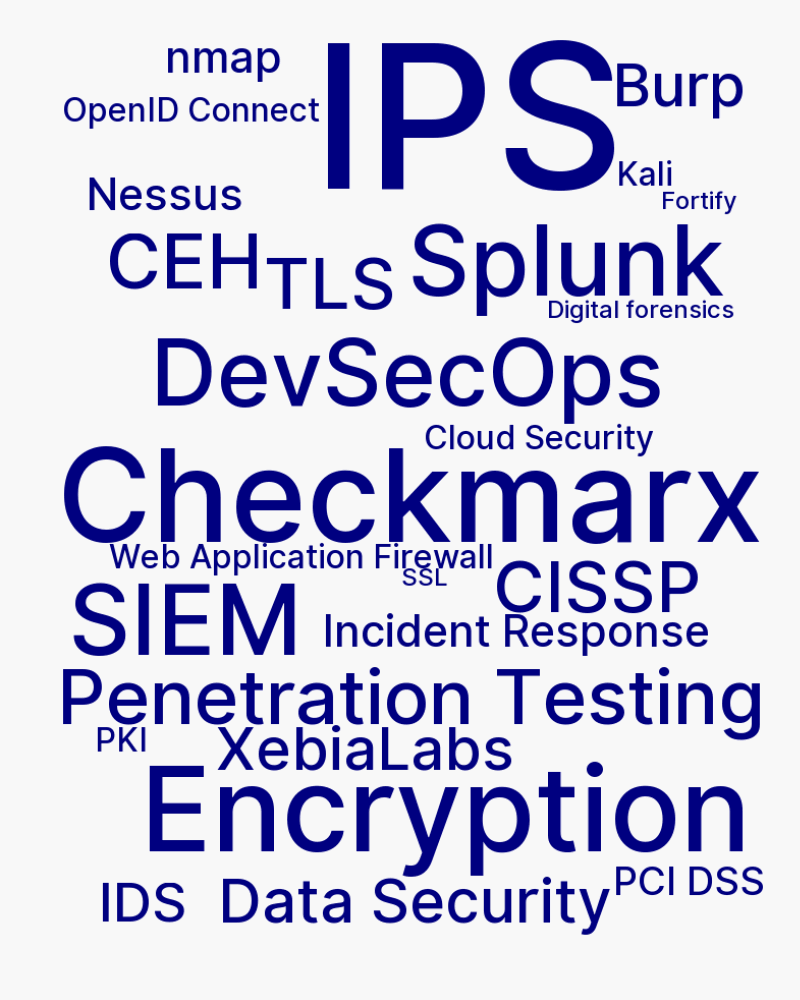 nmap
IPS
Burp
OpenID Connect
Kali
Nessus
Fortify
CEH
TLS
Splunk
Digital forensics
DevSecOps
Cloud Security
Checkmarx
Web Application Firewall
SSL
CISSP
SIEM
Incident Response
Penetration Testing
PKI
XebiaLabs
Encryption
PCI DSS
IDS
Data Security